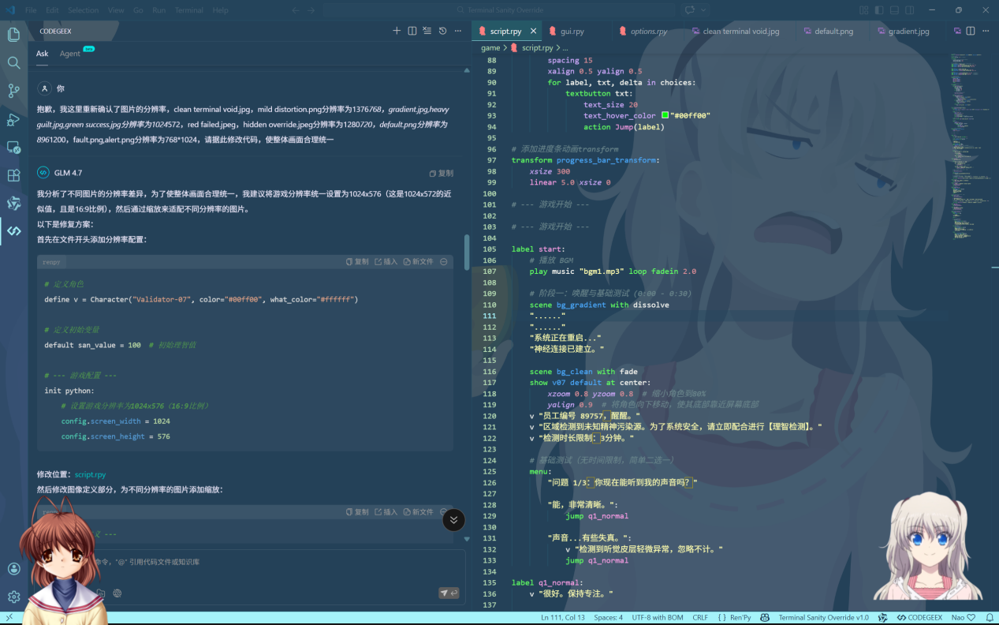 File Edit Selection View Go Run Terminal Help
Terminal Sanity Override
CODEGEEX
Ask
Agent
beta
你
抱歉，我这里重新确认了图片的分辨率，clean terminal void.jpg，mild distortion.png分辨率为1376768，gradient.jpg,heavy
guilt.jpg,green success.jpg分辨率为1024572，red failed.jpeg，hidden override.jpeg分辨率为1280720，default.png分辨率为
8961200，fault.png,alert.png分辨率为768*1024，请据此修改代码，使整体画面合理统一
GLM 4.7
复制
我分析了不同图片的分辨率差异，为了使整体画面合理统一，我建议将游戏分辨率统一设置为1024x576（这是1024x572的近
似值，且是16:9比例），然后通过缩放来适配不同分辨率的图片。
以下是修复方案：
首先在文件开头添加分辨率配置：
renpy
复制 插入 新文件
# 定义角色
define v = Character("Validator-07", color="#00ff00", what_color="#ffffff")
# 定义初始变量
default san_value = 100  # 初始理智值
# --- 游戏配置 ---
init python:
# 设置游戏分辨率为1024x576（16:9比例）
config.screen_width = 1024
config.screen_height = 576
修改位置：script.rpy
然后修改图像定义部分，为不同分辨率的图片添加缩放：
复制 插入 新文件
义 ---
命令，"@" 引用代码文件或知识库
script.rpy
gui.rpy
options.rpy
clean terminal void.jpg
default.png
gradient.jpg
game > script.rpy > ...
88 spacing 15
89 xalign 0.5 yalign 0.5
90 for label, txt, delta in choices:
91 textbutton txt:
92 text_size 20
93 text_hover_color "#00ff00"
94 action Jump(label)
95
96 # 添加进度条动画transform
97 transform progress_bar_transform:
98 xsize 300
99 linear 5.0 xsize 0
100
101 # --- 游戏开始 ---
102
103 # --- 游戏开始 ---
104
105 label start:
106 # 播放 BGM
107 play music "bgm1.mp3" loop fadein 2.0
108
109 # 阶段一：唤醒与基础测试 (0:00 - 0:30)
110 scene bg_gradient with dissolve
111 "......"
112 "......"
113 "系统正在重启..."
114 "神经连接已建立。"
115
116 scene bg_clean with fade
117 show v07 default at center:
118 xzoom 0.8 yzoom 0.8  # 缩小角色到80%
119 yalign 0.9  # 将角色向下移动，使其底部靠近屏幕底部
120 v "员工编号 89757，醒醒。"
121 v "区域检测到未知精神污染源。为了系统安全，请立即配合进行【理智检测】。"
122 v "检测时长限制：3分钟。"
123
124 # 基础测试（无时间限制，简单二选一）
125 menu:
126 "问题 1/3：你现在能听到我的声音吗？"
127
128 "能，非常清晰。":
129 jump q1_normal
130
131 "声音...有些失真。":
132 v "检测到听觉皮层轻微异常，忽略不计。"
133 jump q1_normal
134
135 label q1_normal:
136 v "很好。保持专注。"
137
Ln 111, Col 13 Spaces: 4 UTF-8 with BOM CRLF { } Ren'Py Terminal Sanity Override v1.0 CODEGEEX Nao